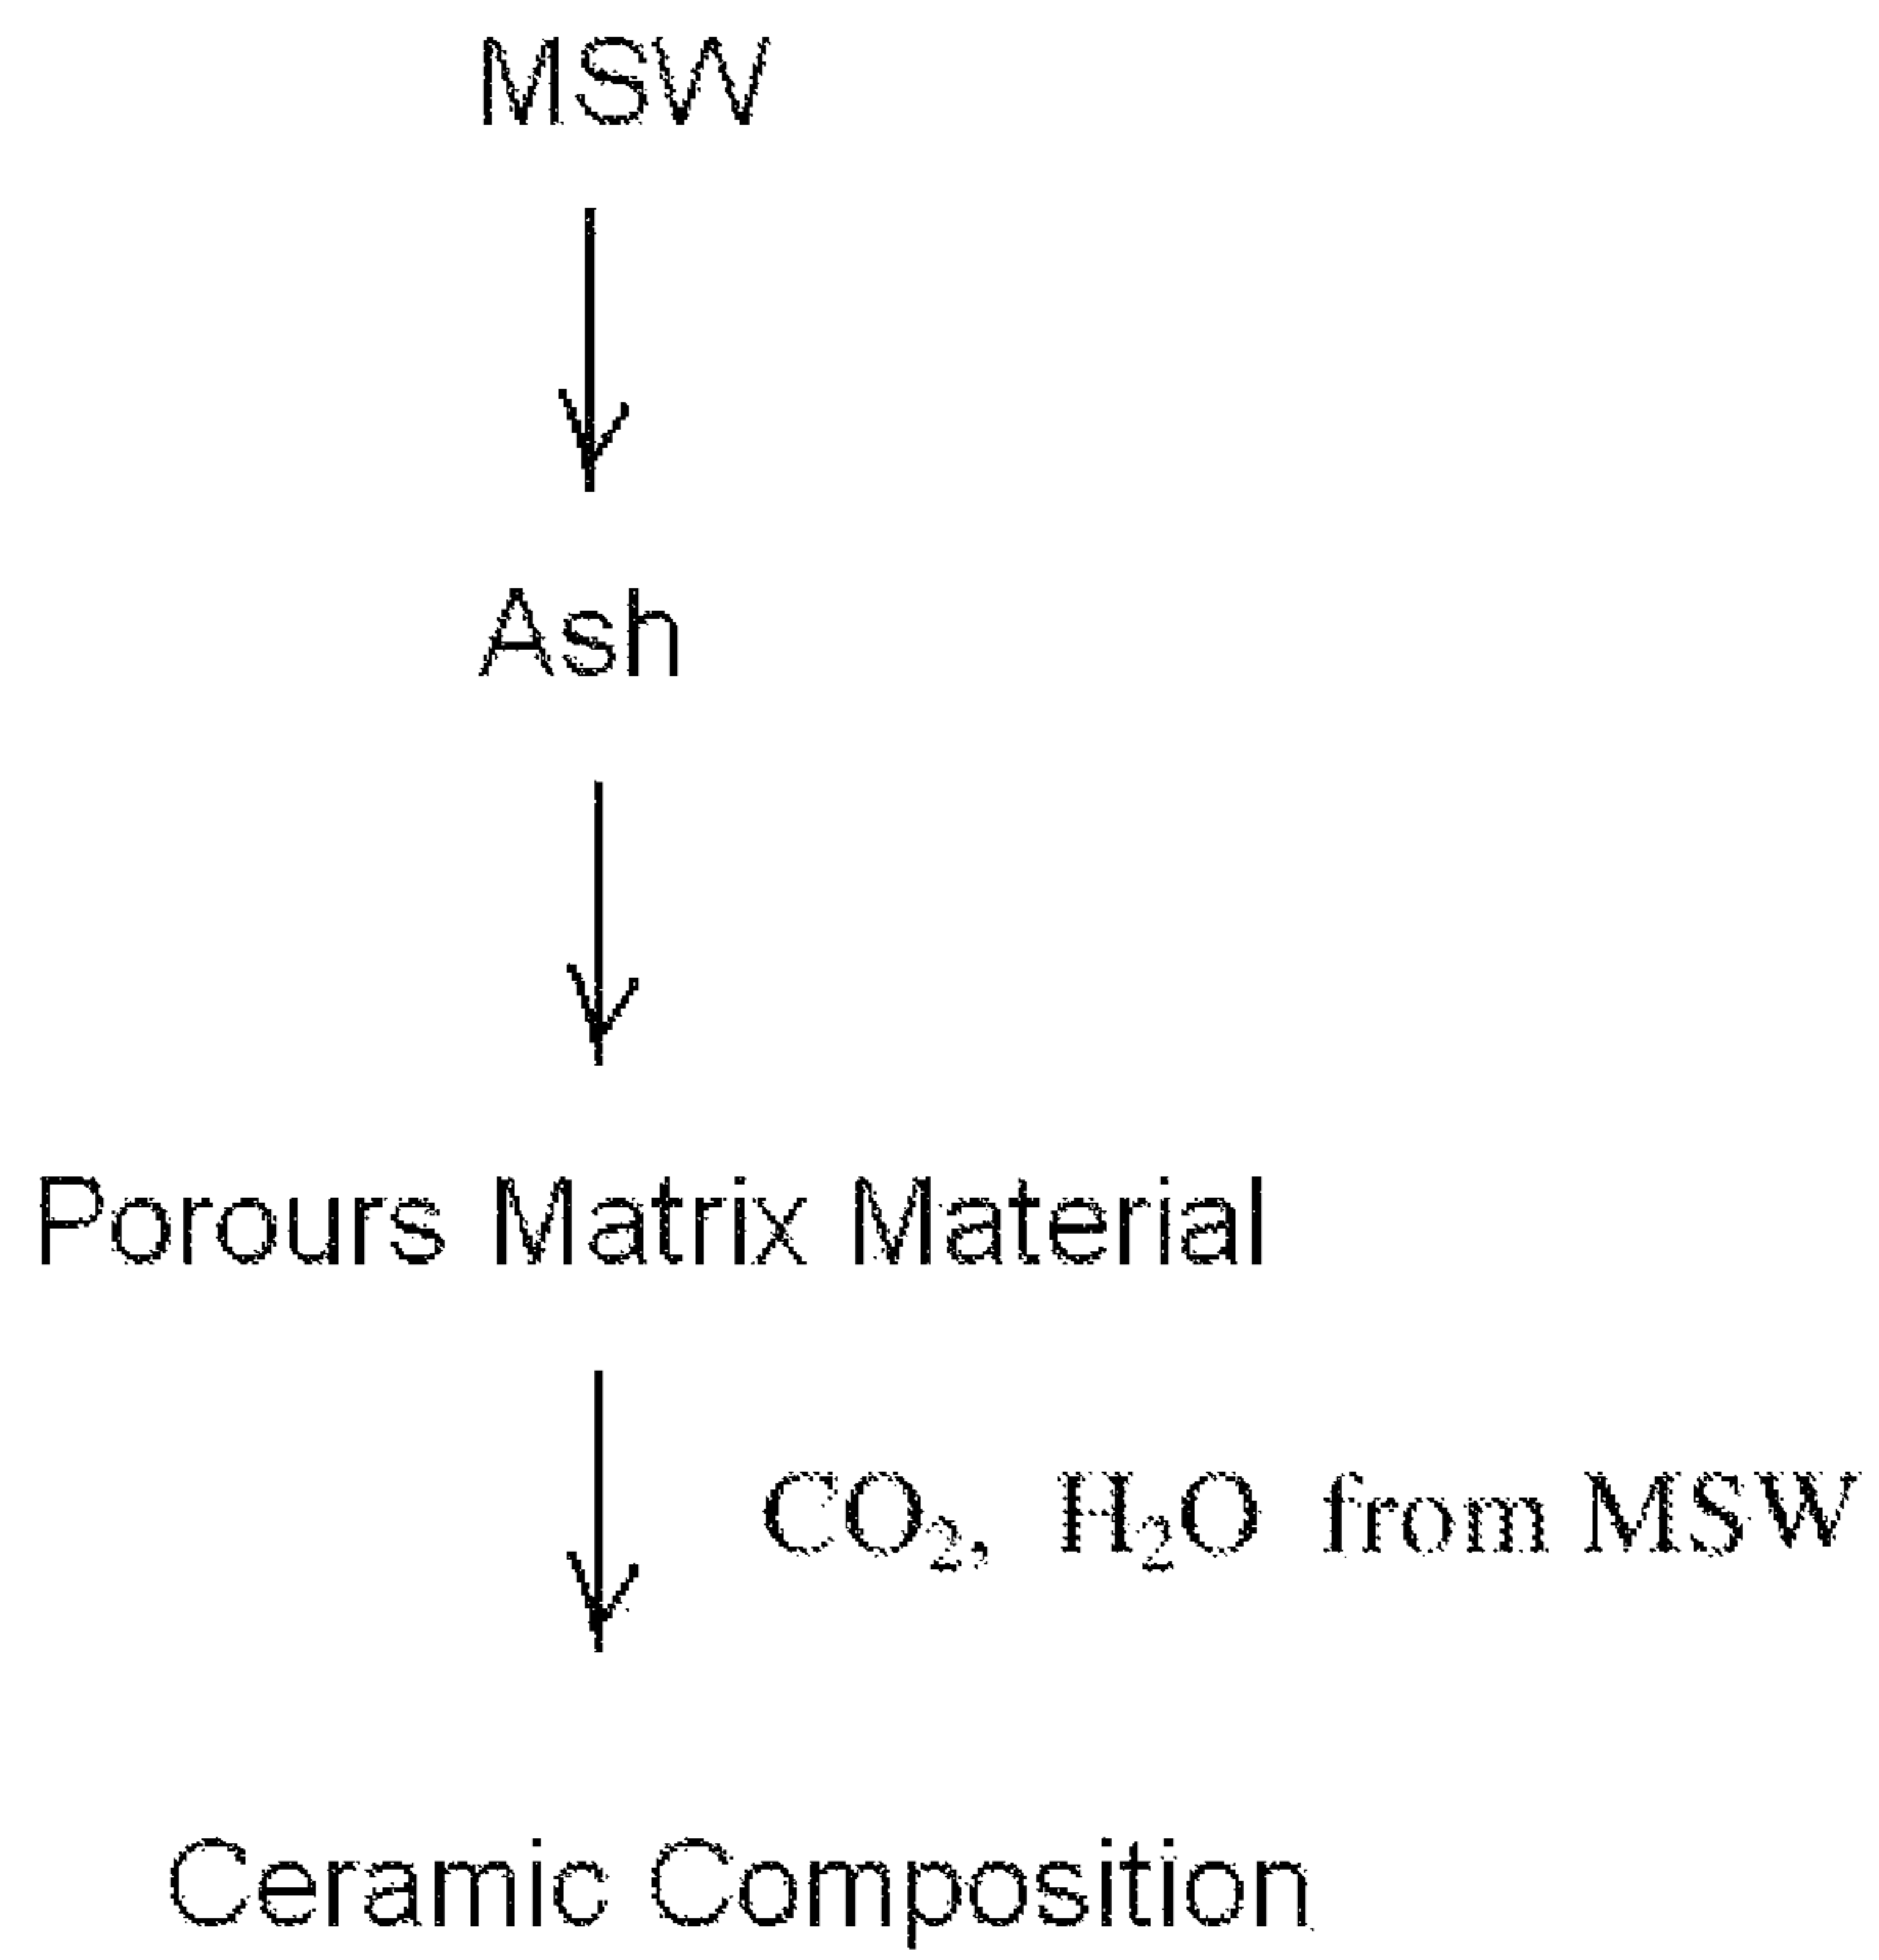 MSW
Ash
Porours Matrix Material
CO₂, H₂O from MSW
Ceramic Composition